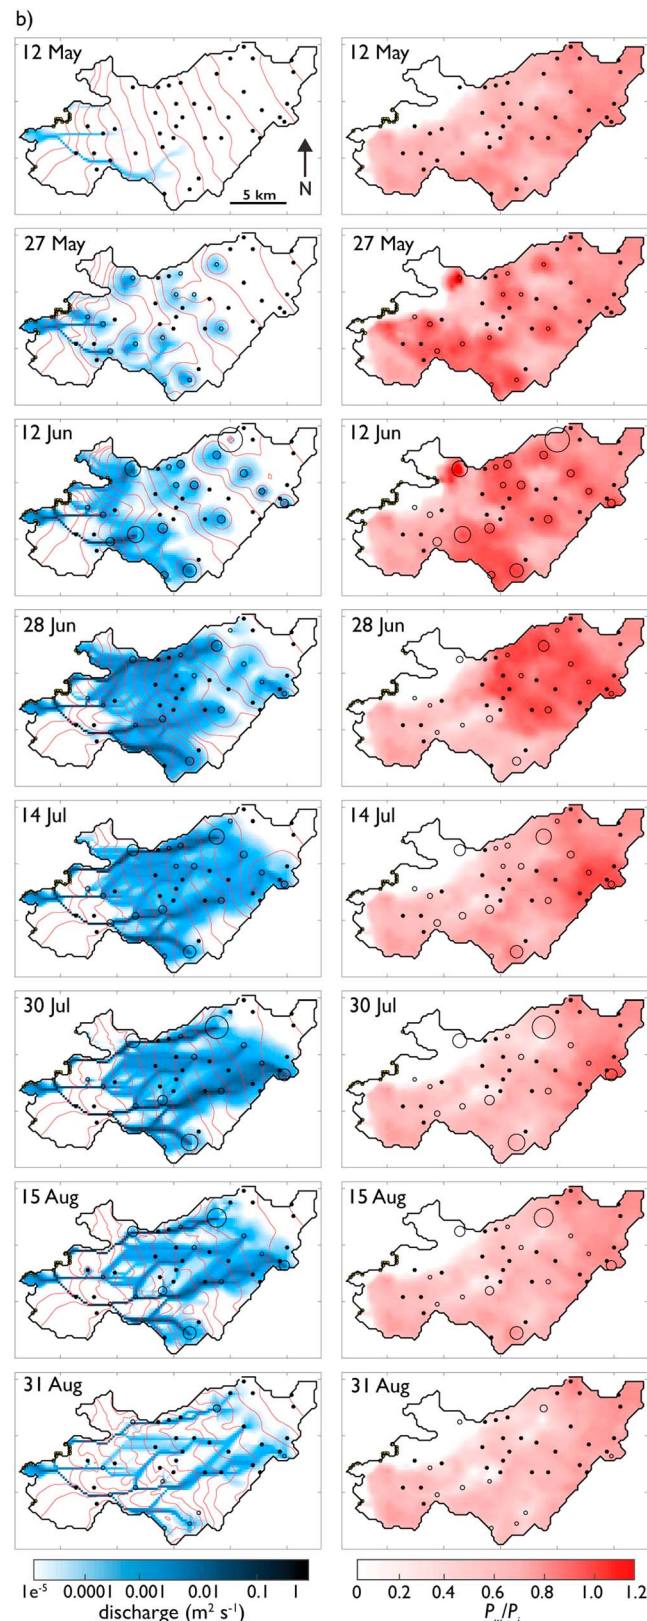 b)
12 May
12 May
5 km
N
27 May
27 May
12 Jun
12 Jun
28 Jun
28 Jun
14 Jul
14 Jul
30 Jul
30 Jul
15 Aug
15 Aug
31 Aug
31 Aug
1e⁻⁵ 0.0001 0.001 0.01 0.1 1
0 0.2 0.4 0.6 0.8 1.0 1.2
discharge (m² s⁻¹)
P_w/P_i